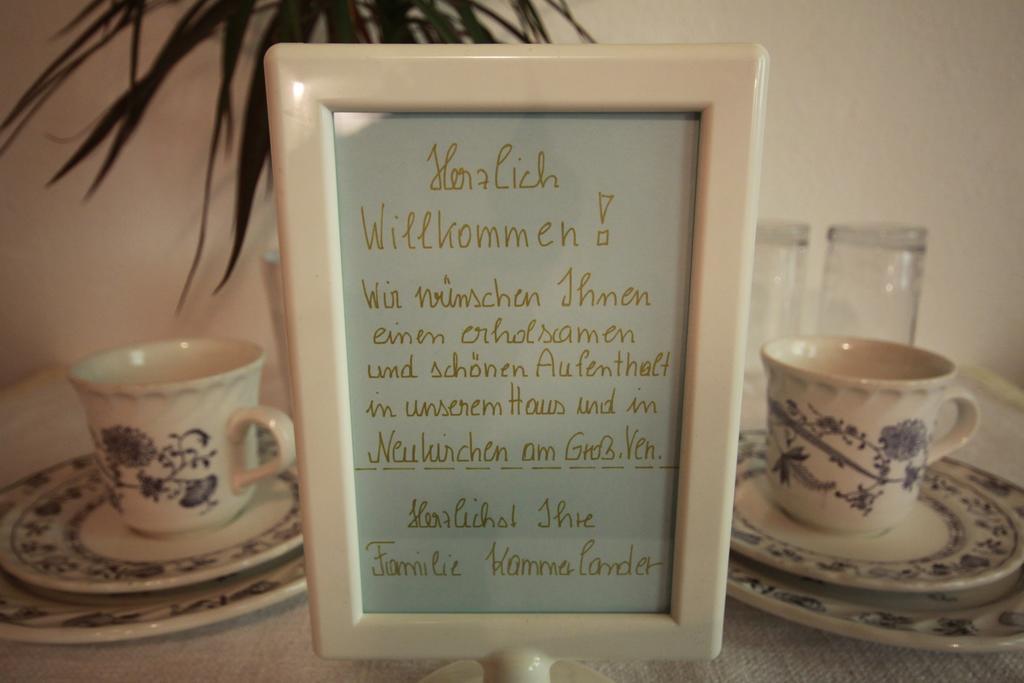 Herzlich
Willkommen!
Wir wünschen Ihnen
einen erholsamen
und schönen Aufenthalt
in unserem Haus und in
Neukirchen am Groß. Ven.
Herzlichst Ihre
Familie Kammerlander